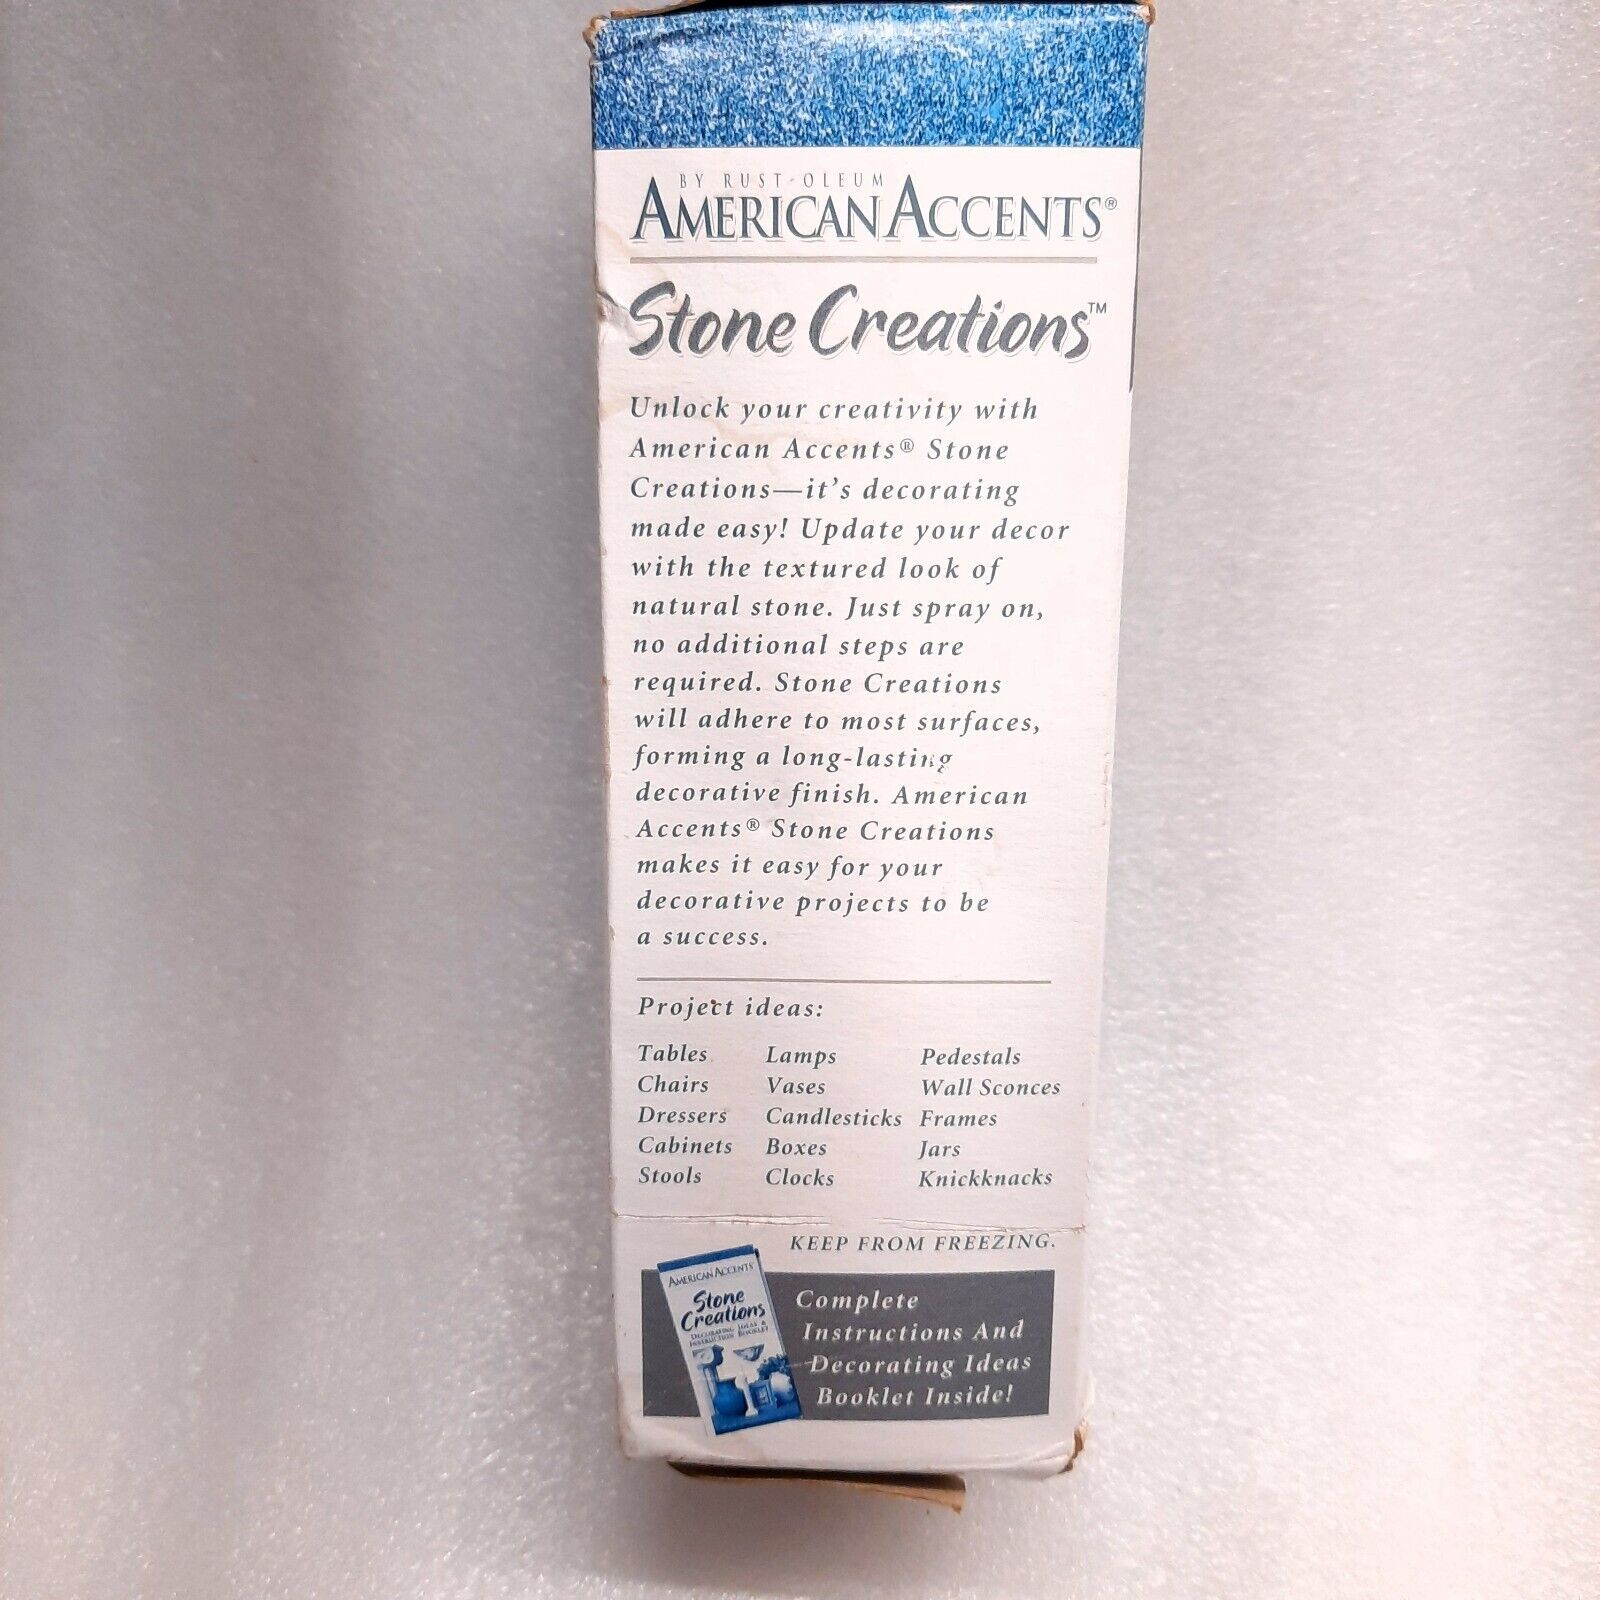 BY RUST-OLEUM
AMERICAN ACCENTS®
Stone Creations™
Unlock your creativity with
American Accents® Stone
Creations—it's decorating
made easy! Update your decor
with the textured look of
natural stone. Just spray on,
no additional steps are
required. Stone Creations
will adhere to most surfaces,
forming a long-lasting
decorative finish. American
Accents® Stone Creations
makes it easy for your
decorative projects to be
a success.
Project ideas:
Tables Lamps Pedestals
Chairs Vases Wall Sconces
Dressers Candlesticks Frames
Cabinets Boxes Jars
Stools Clocks Knickknacks
KEEP FROM FREEZING.
AMERICAN ACCENTS
Stone
Creations
DECORATING IDEAS &
INSTRUCTION BOOKLET
Complete
Instructions And
Decorating Ideas
Booklet Inside!